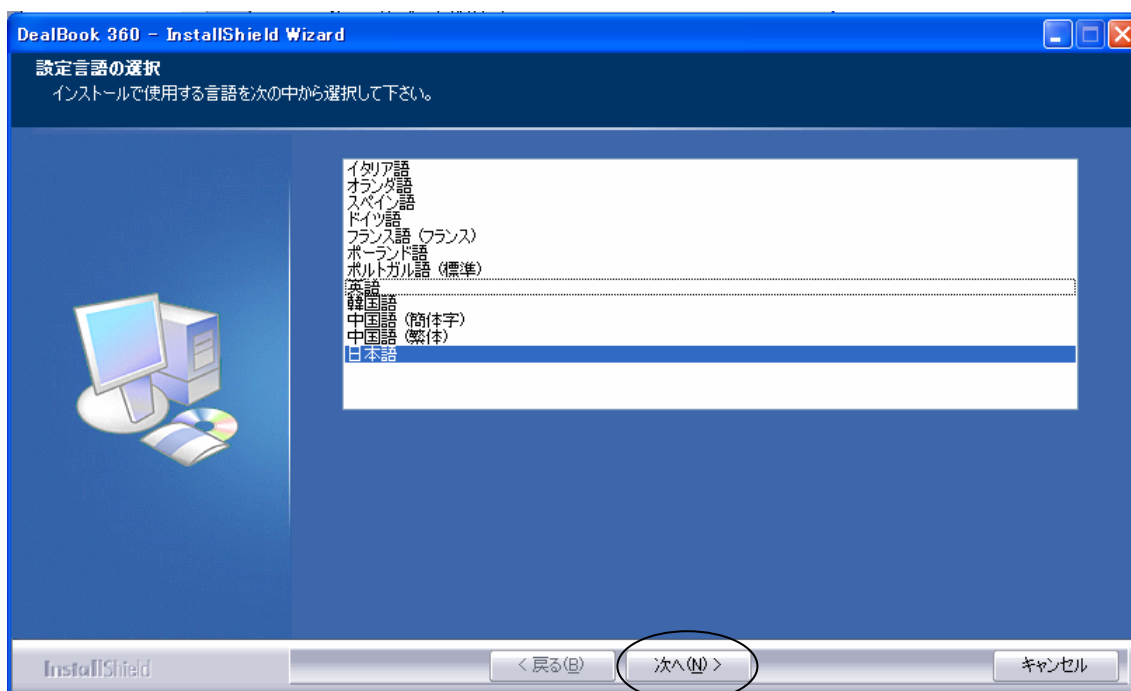 DealBook 360 - InstallShield Wizard
設定言語の選択
インストールで使用する言語を次の中から選択して下さい。
イタリア語
オランダ語
スペイン語
ドイツ語
フランス語 (フランス)
ポーランド語
ポルトガル語 (標準)
英語
韓国語
中国語 (簡体字)
中国語 (繁体)
日本語
InstallShield
< 戻る(B)
次へ(N) >
キャンセル